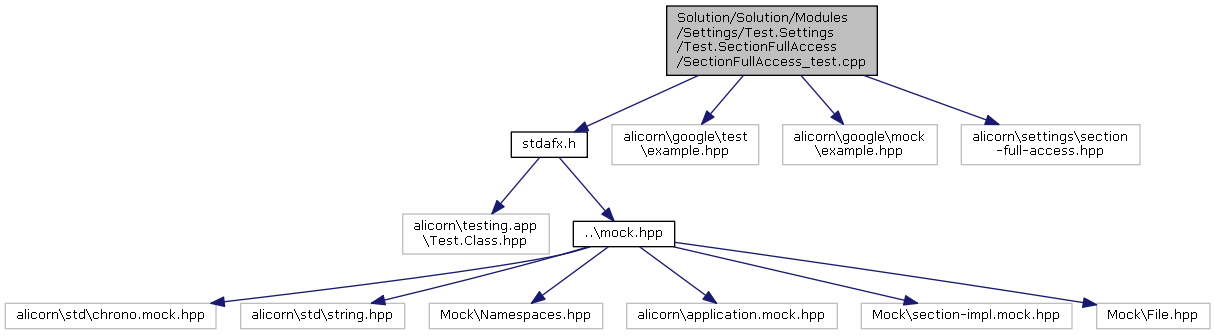 Solution/Solution/Modules
/Settings/Test.Settings
/Test.SectionFullAccess
/SectionFullAccess_test.cpp
stdafx.h
alicorn\google\test
\example.hpp
alicorn\google\mock
\example.hpp
alicorn\settings\section
-full-access.hpp
alicorn\testing.app
\Test.Class.hpp
..\mock.hpp
alicorn\std\chrono.mock.hpp
alicorn\std\string.hpp
Mock\Namespaces.hpp
alicorn\application.mock.hpp
Mock\section-impl.mock.hpp
Mock\File.hpp